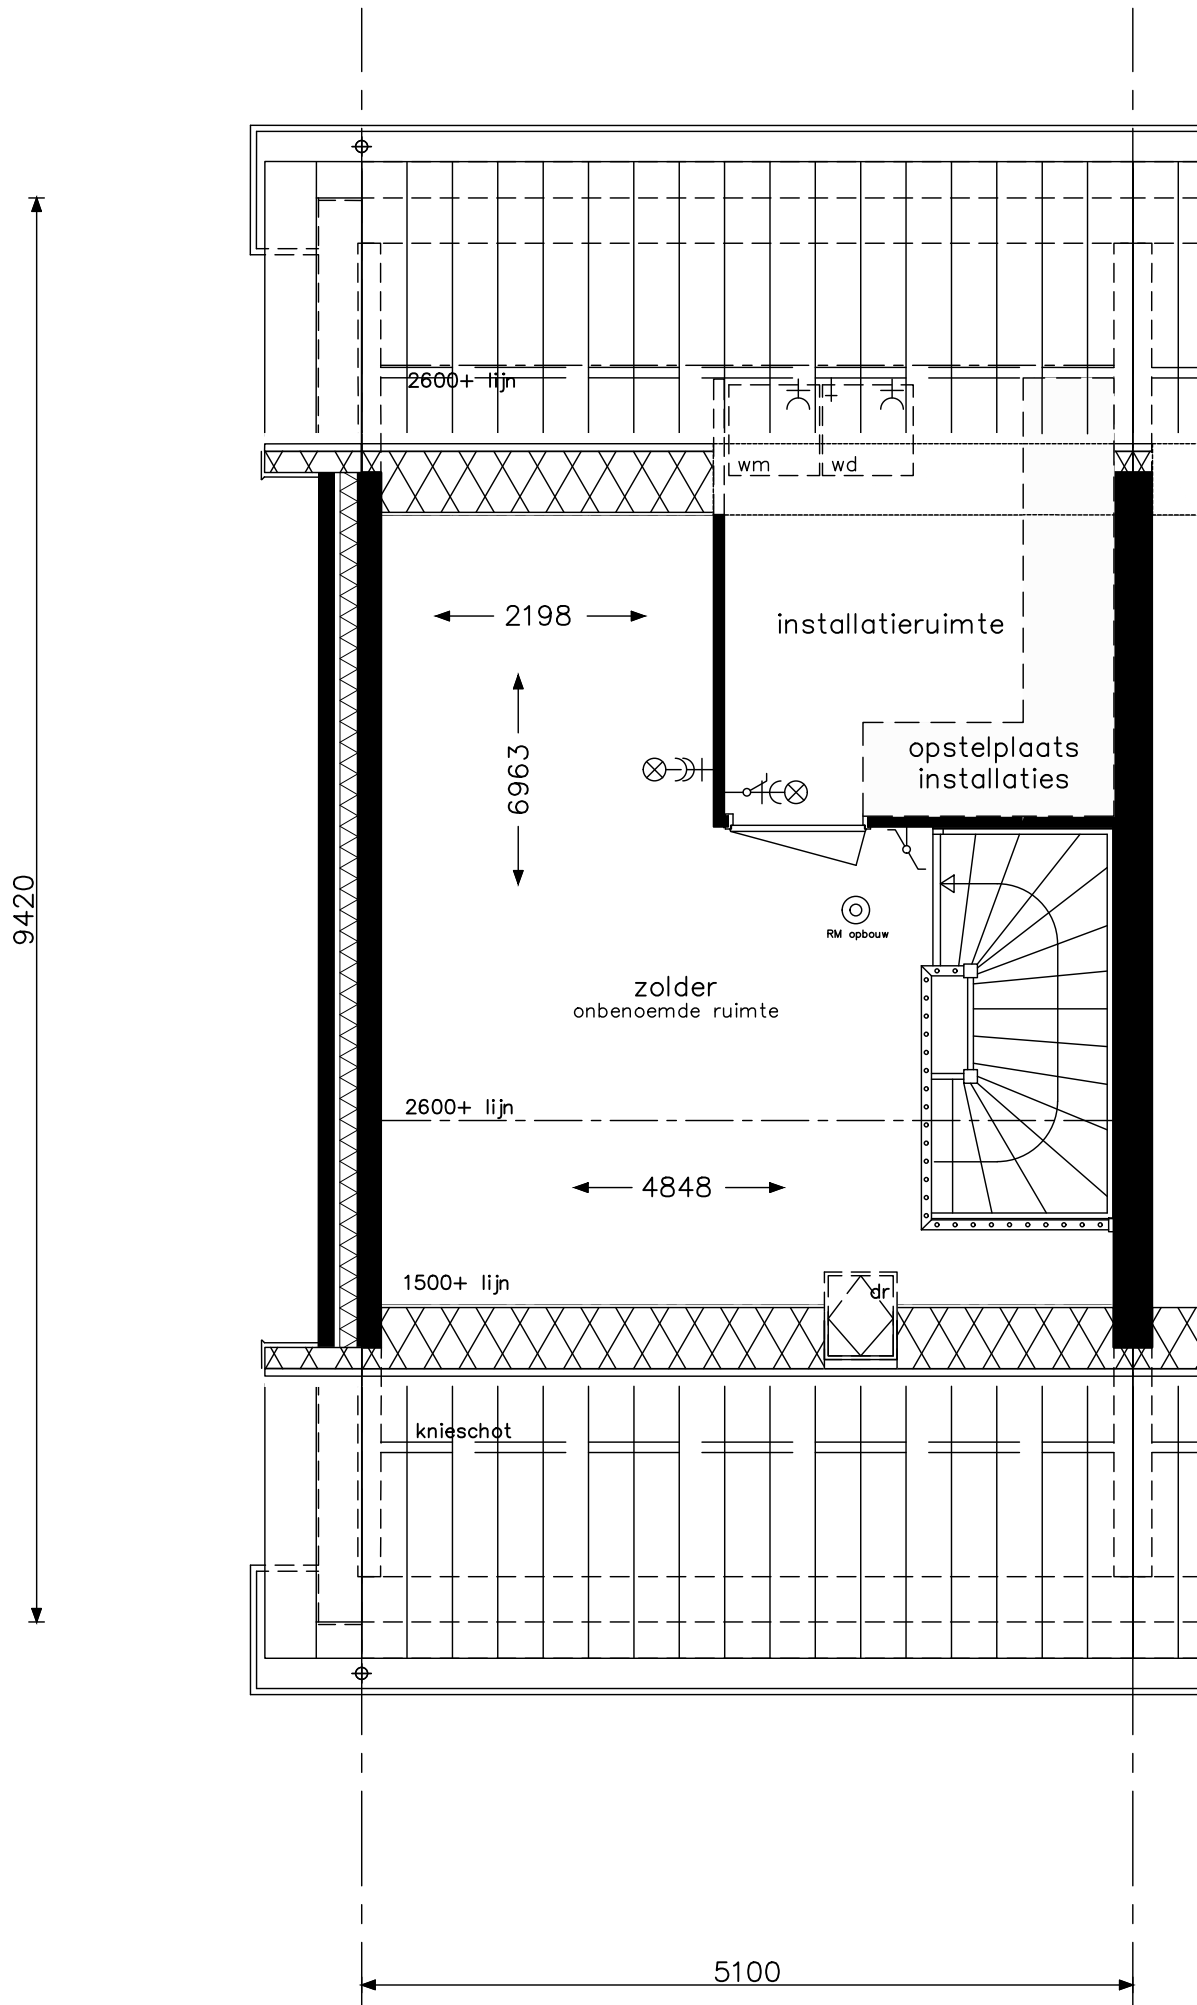 2600+ lijn
wm
wd
2198
installatieruimte
6963
opstelplaats
installaties
9420
RM opbouw
zolder
onbenoemde ruimte
2600+ lijn
4848
1500+ lijn
dr
knieschot
5100